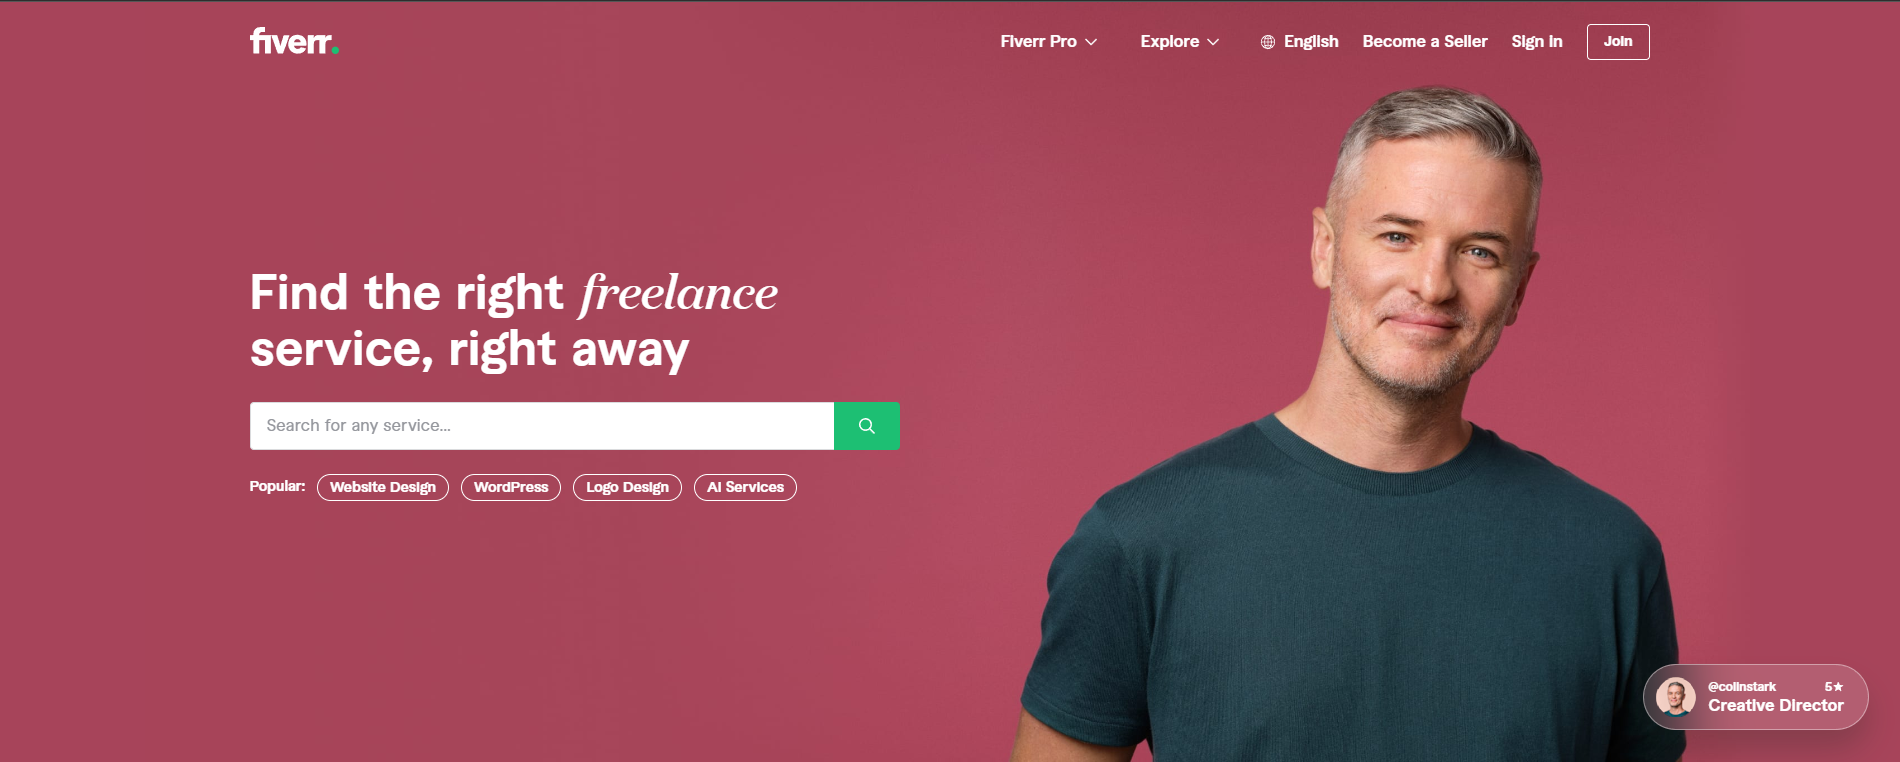 fiverr.
Fiverr Pro
Explore
English
Become a Seller
Sign in
Join
Find the right freelance
service, right away
Search for any service...
Popular:
Website Design
WordPress
Logo Design
AI Services
@colinstark 5★
Creative Director